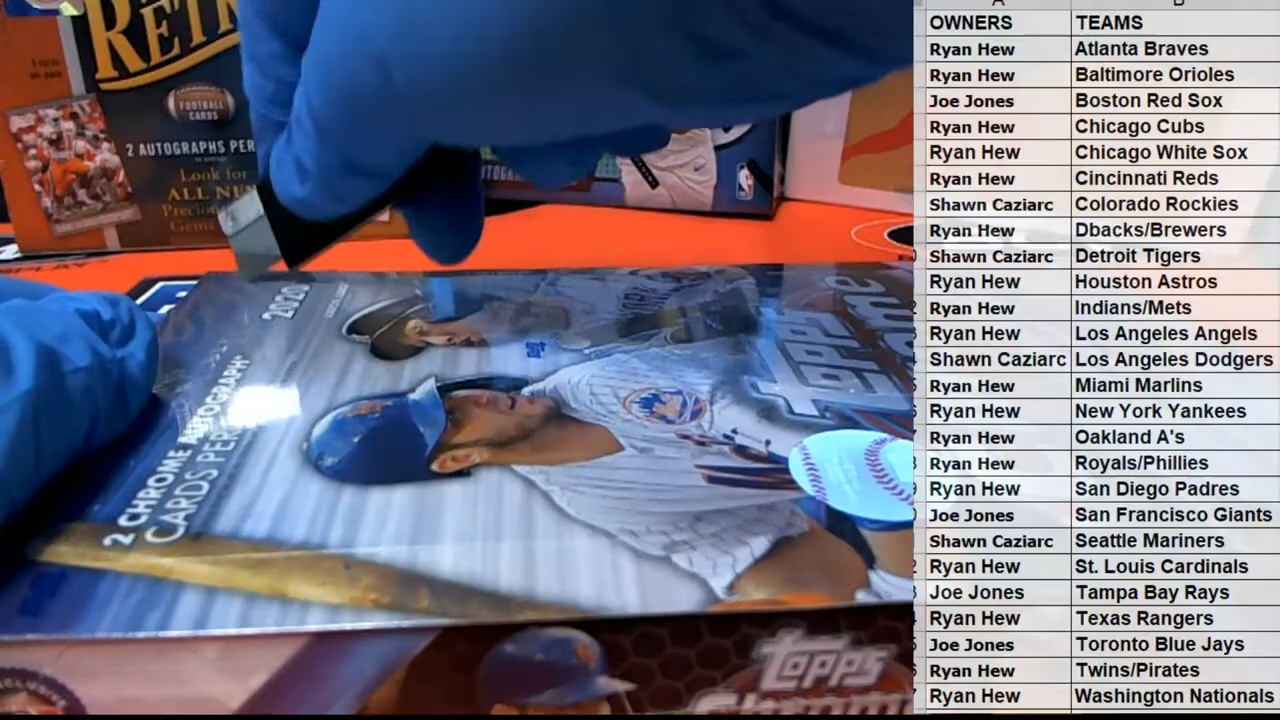 RETR
FOOTBALL
CARDS
2 AUTOGRAPHS PER
Look for
ALL NEW
2020
2 CHROME AUTOGRAPH
CARDS PER
topps
topps
Chrome
OWNERS TEAMS
Ryan Hew Atlanta Braves
Ryan Hew Baltimore Orioles
Joe Jones Boston Red Sox
Ryan Hew Chicago Cubs
Ryan Hew Chicago White Sox
Ryan Hew Cincinnati Reds
Shawn Caziarc Colorado Rockies
Ryan Hew Dbacks/Brewers
Shawn Caziarc Detroit Tigers
Ryan Hew Houston Astros
Ryan Hew Indians/Mets
Ryan Hew Los Angeles Angels
Shawn Caziarc Los Angeles Dodgers
Ryan Hew Miami Marlins
Ryan Hew New York Yankees
Ryan Hew Oakland A's
Ryan Hew Royals/Phillies
Ryan Hew San Diego Padres
Joe Jones San Francisco Giants
Shawn Caziarc Seattle Mariners
Ryan Hew St. Louis Cardinals
Joe Jones Tampa Bay Rays
Ryan Hew Texas Rangers
Joe Jones Toronto Blue Jays
Ryan Hew Twins/Pirates
Ryan Hew Washington Nationals